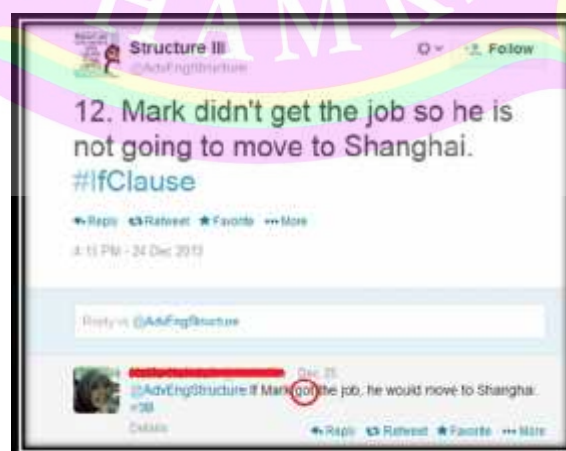 Structure III
Follow
@AdvEngStructure
12. Mark didn't get the job so he is
not going to move to Shanghai.
#IfClause
Reply Retweet Favorite More
4:15 PM - 24 Dec 2013
Reply to @AdvEngStructure
Dec 25
@AdvEngStructure If Mark got the job, he would move to Shanghai.
Details Reply Retweet Favorite More